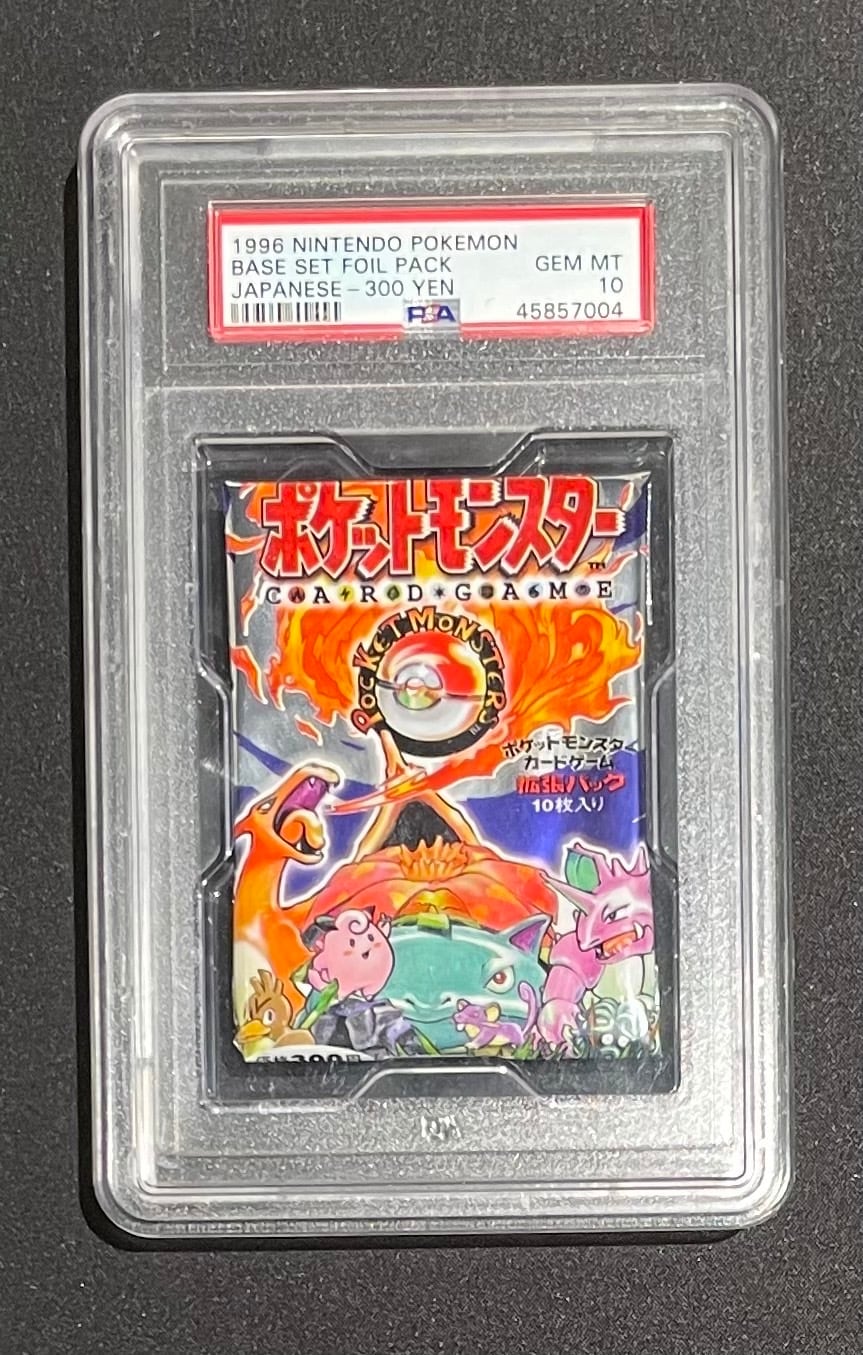 1996 NINTENDO POKEMON
BASE SET FOIL PACK GEM MT
JAPANESE - 300 YEN 10
PSA 45857004
ポケットモンスター
TM
CARD GAME
POCKET MONSTERS
ポケットモンスター
カードゲーム
拡張パック
10枚入り